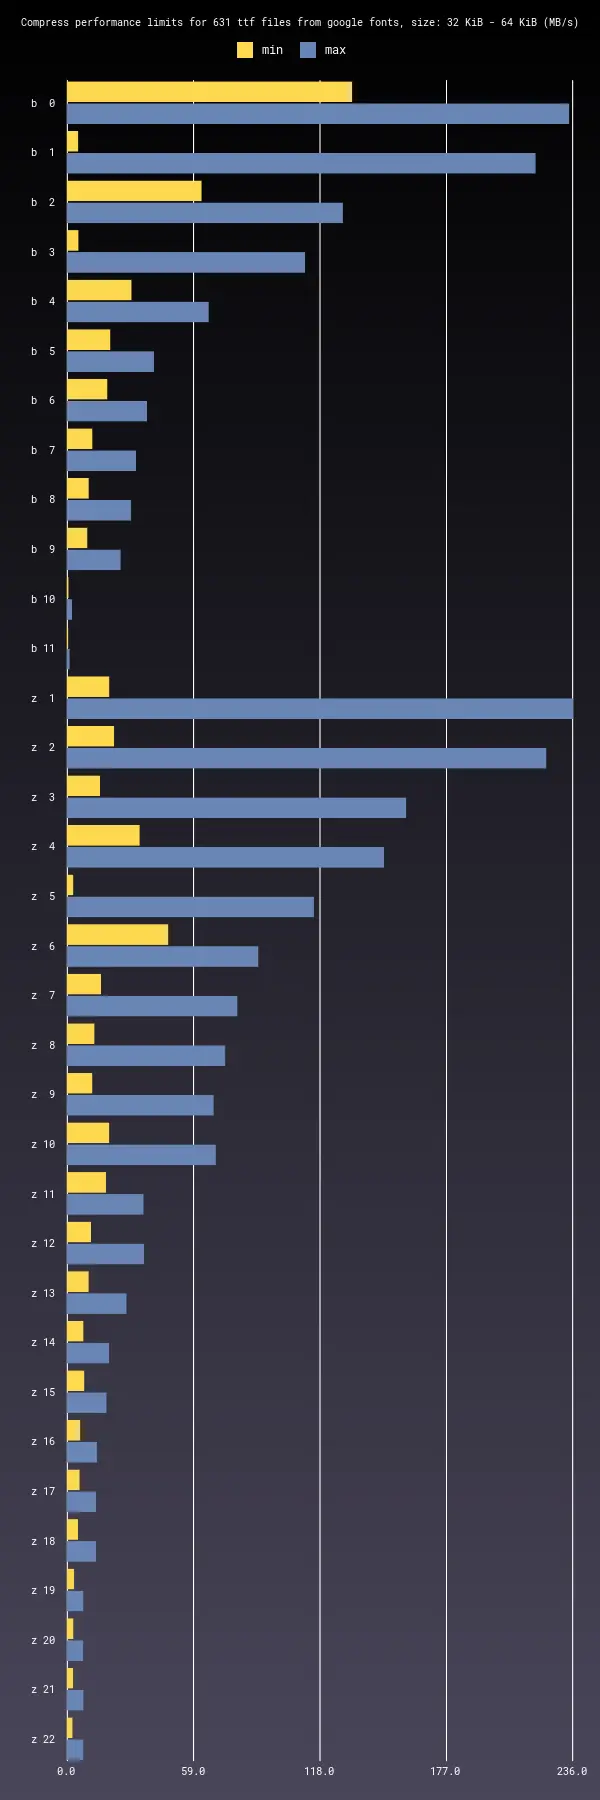 Compress performance limits for 631 ttf files from google fonts, size: 32 KiB - 64 KiB (MB/s)
min max
b 0
b 1
b 2
b 3
b 4
b 5
b 6
b 7
b 8
b 9
b 10
b 11
z 1
z 2
z 3
z 4
z 5
z 6
z 7
z 8
z 9
z 10
z 11
z 12
z 13
z 14
z 15
z 16
z 17
z 18
z 19
z 20
z 21
z 22
0.0 59.0 118.0 177.0 236.0